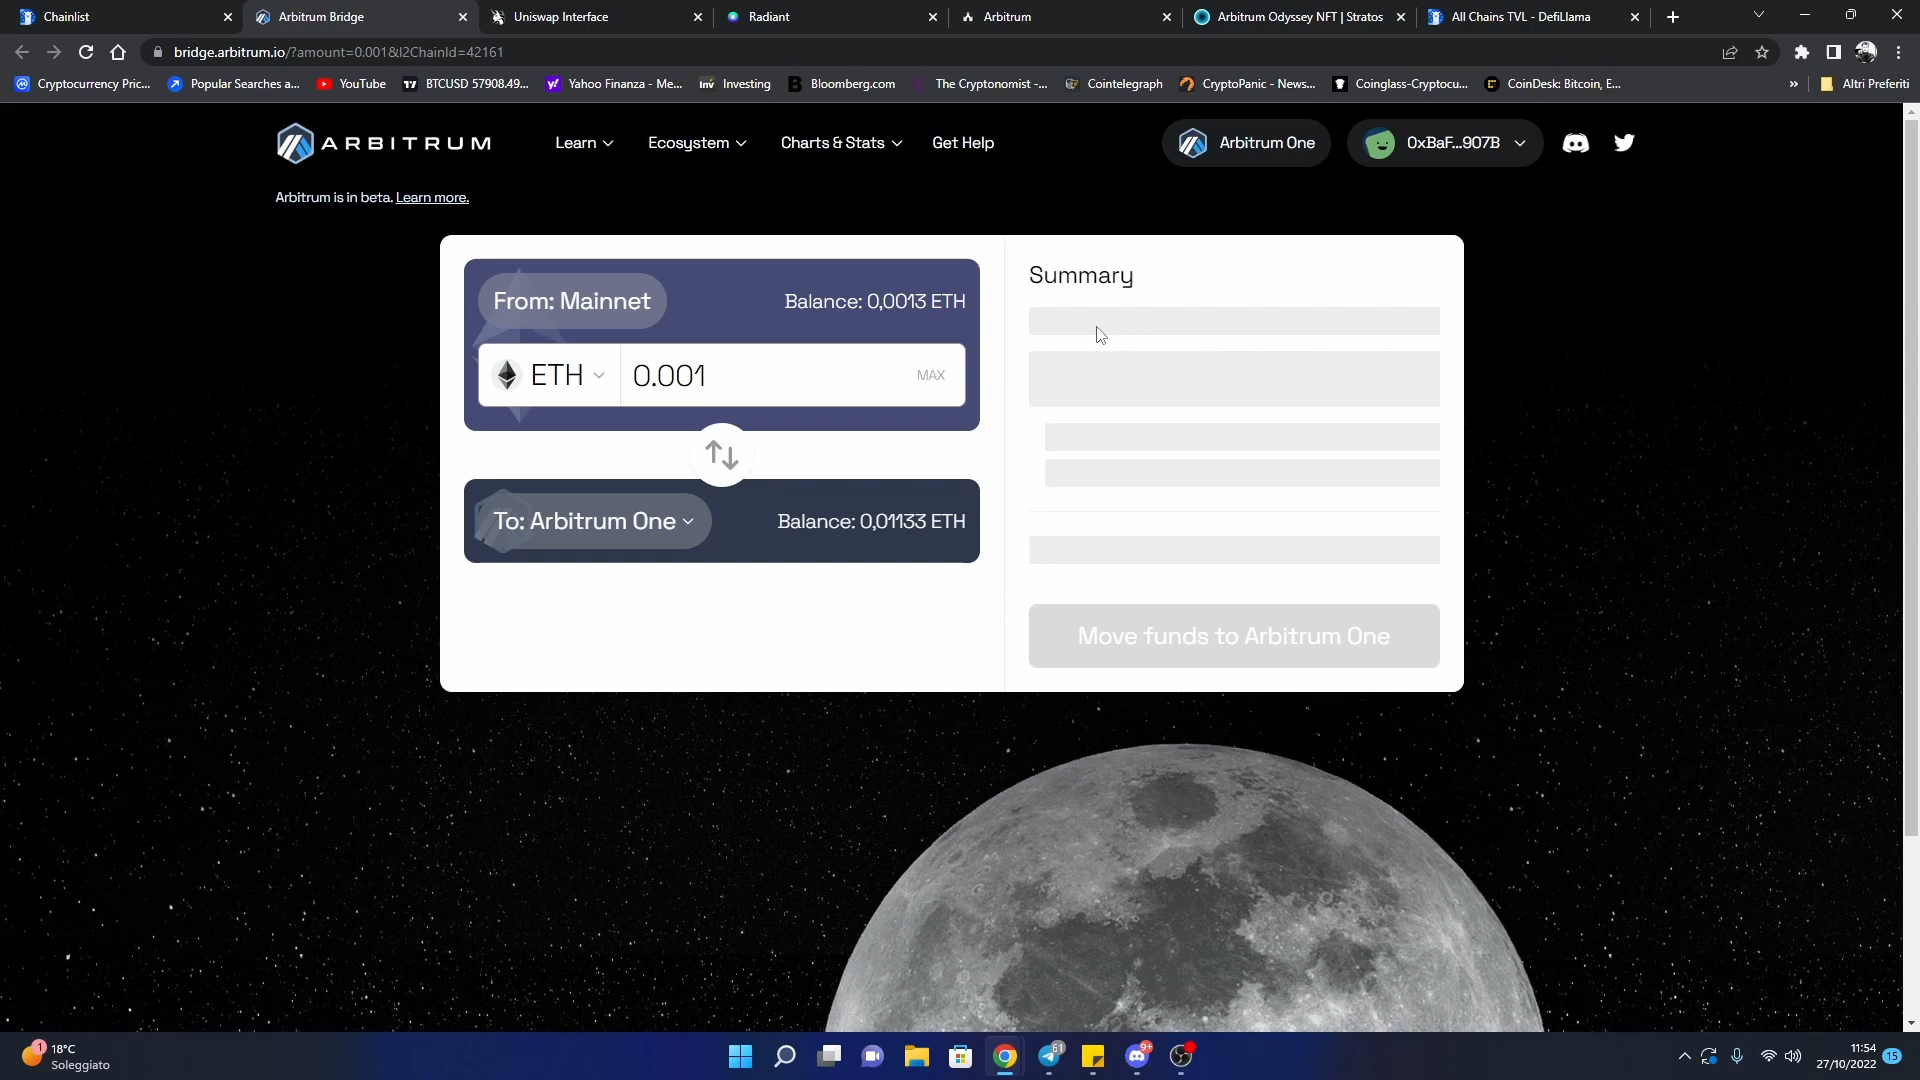 Chainlist
Arbitrum Bridge
Uniswap Interface
Radiant
Arbitrum
Arbitrum Odyssey NFT | Stratos
All Chains TVL - DefiLlama
bridge.arbitrum.io/?amount=0.001&l2ChainId=42161
Cryptocurrency Pric...
Popular Searches a...
YouTube
BTCUSD 57908.49...
Yahoo Finanza - Me...
Investing
Bloomberg.com
The Cryptonomist -...
Cointelegraph
CryptoPanic - News...
Coinglass-Cryptocu...
CoinDesk: Bitcoin, E...
»
Altri Preferiti
ARBITRUM
Learn
Ecosystem
Charts & Stats
Get Help
Arbitrum One
0xBaF...907B
Arbitrum is in beta. Learn more.
From: Mainnet
Balance: 0,0013 ETH
ETH
0.001
MAX
To: Arbitrum One
Balance: 0,01133 ETH
Summary
Move funds to Arbitrum One
1
18°C
Soleggiato
61
9+
11:54
27/10/2022
15